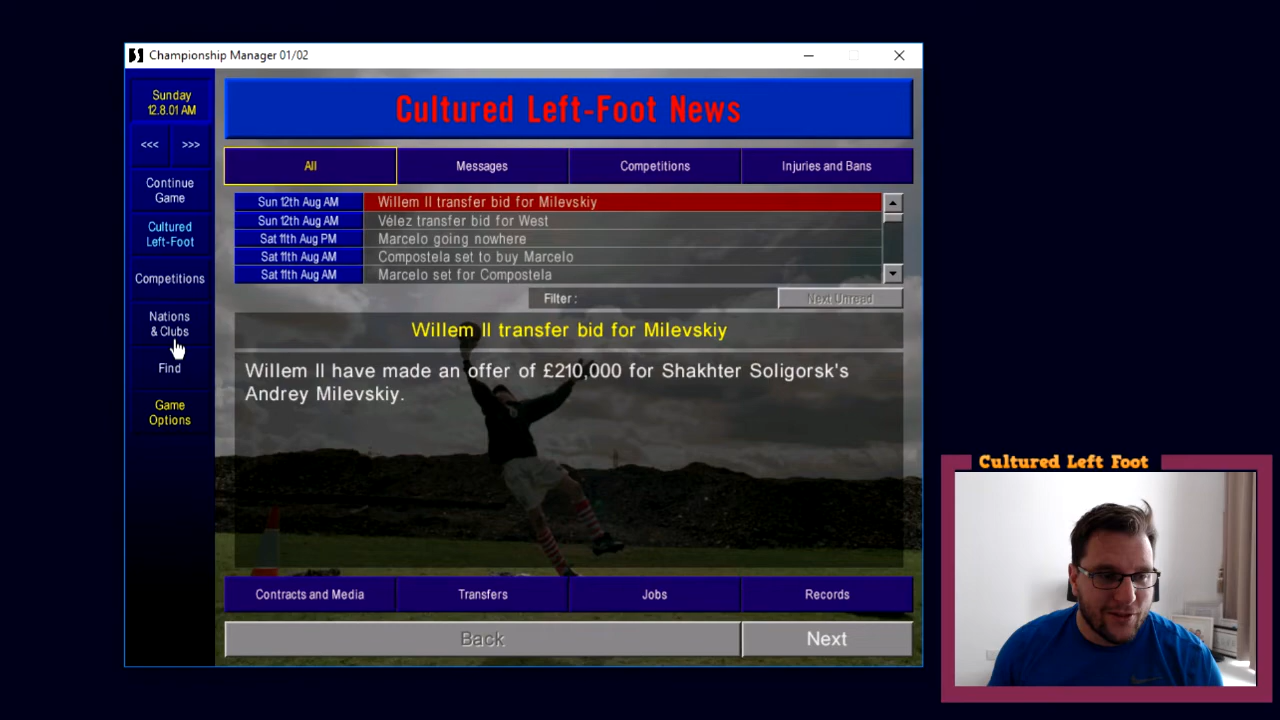 Championship Manager 01/02
Sunday
12.8.01 AM
<<< >>>
Continue
Game
Cultured
Left-Foot
Competitions
Nations
& Clubs
Find
Game
Options
Cultured Left-Foot News
All Messages Competitions Injuries and Bans
Sun 12th Aug AM Willem II transfer bid for Milevskiy
Sun 12th Aug AM Vélez transfer bid for West
Sat 11th Aug PM Marcelo going nowhere
Sat 11th Aug AM Compostela set to buy Marcelo
Sat 11th Aug AM Marcelo set for Compostela
Filter : Next Unread
Willem II transfer bid for Milevskiy
Willem II have made an offer of £210,000 for Shakhter Soligorsk's
Andrey Milevskiy.
Contracts and Media Transfers Jobs Records
Back Next
Cultured Left Foot